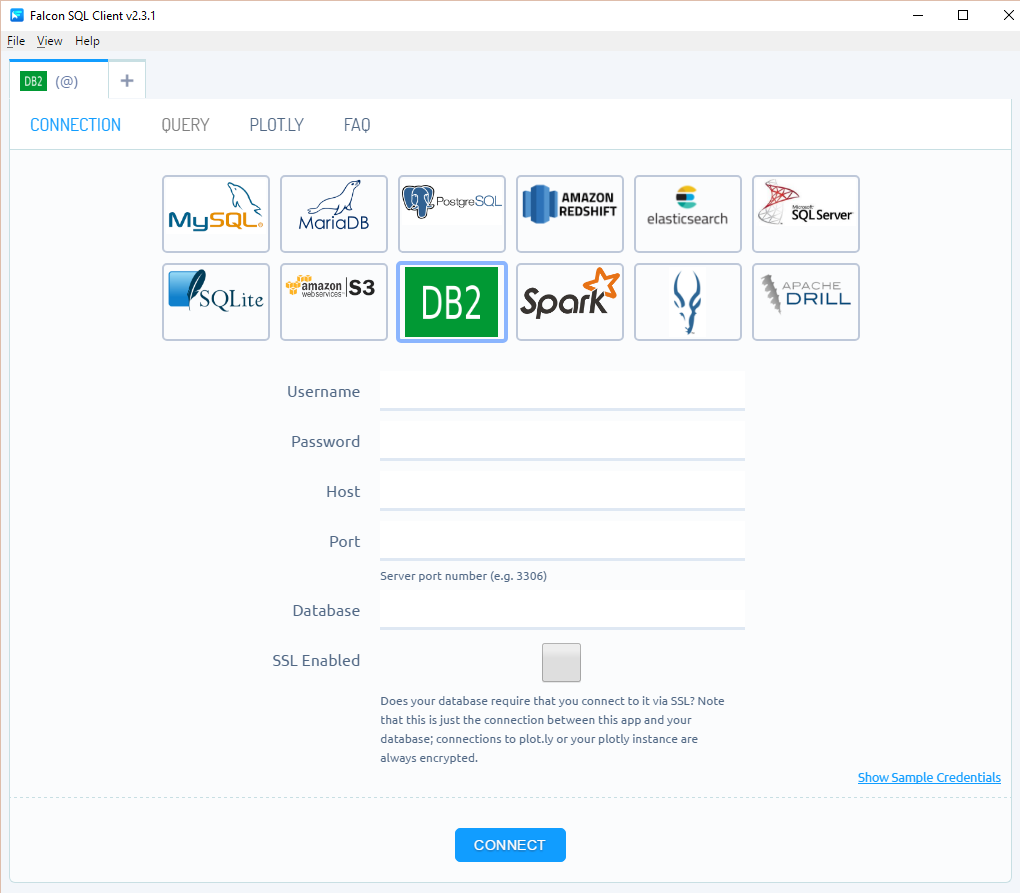 Falcon SQL Client v2.3.1
File View Help
DB2 (@) +
CONNECTION QUERY PLOT.LY FAQ
MySQL®
MariaDB
PostgreSQL
AMAZON
REDSHIFT
elasticsearch
Microsoft
SQL Server
SQLite
amazon
webservices™
S3
DB2
Spark
APACHE
DRILL
Username
Password
Host
Port
Server port number (e.g. 3306)
Database
SSL Enabled
Does your database require that you connect to it via SSL? Note
that this is just the connection between this app and your
database; connections to plot.ly or your plotly instance are
always encrypted.
Show Sample Credentials
CONNECT